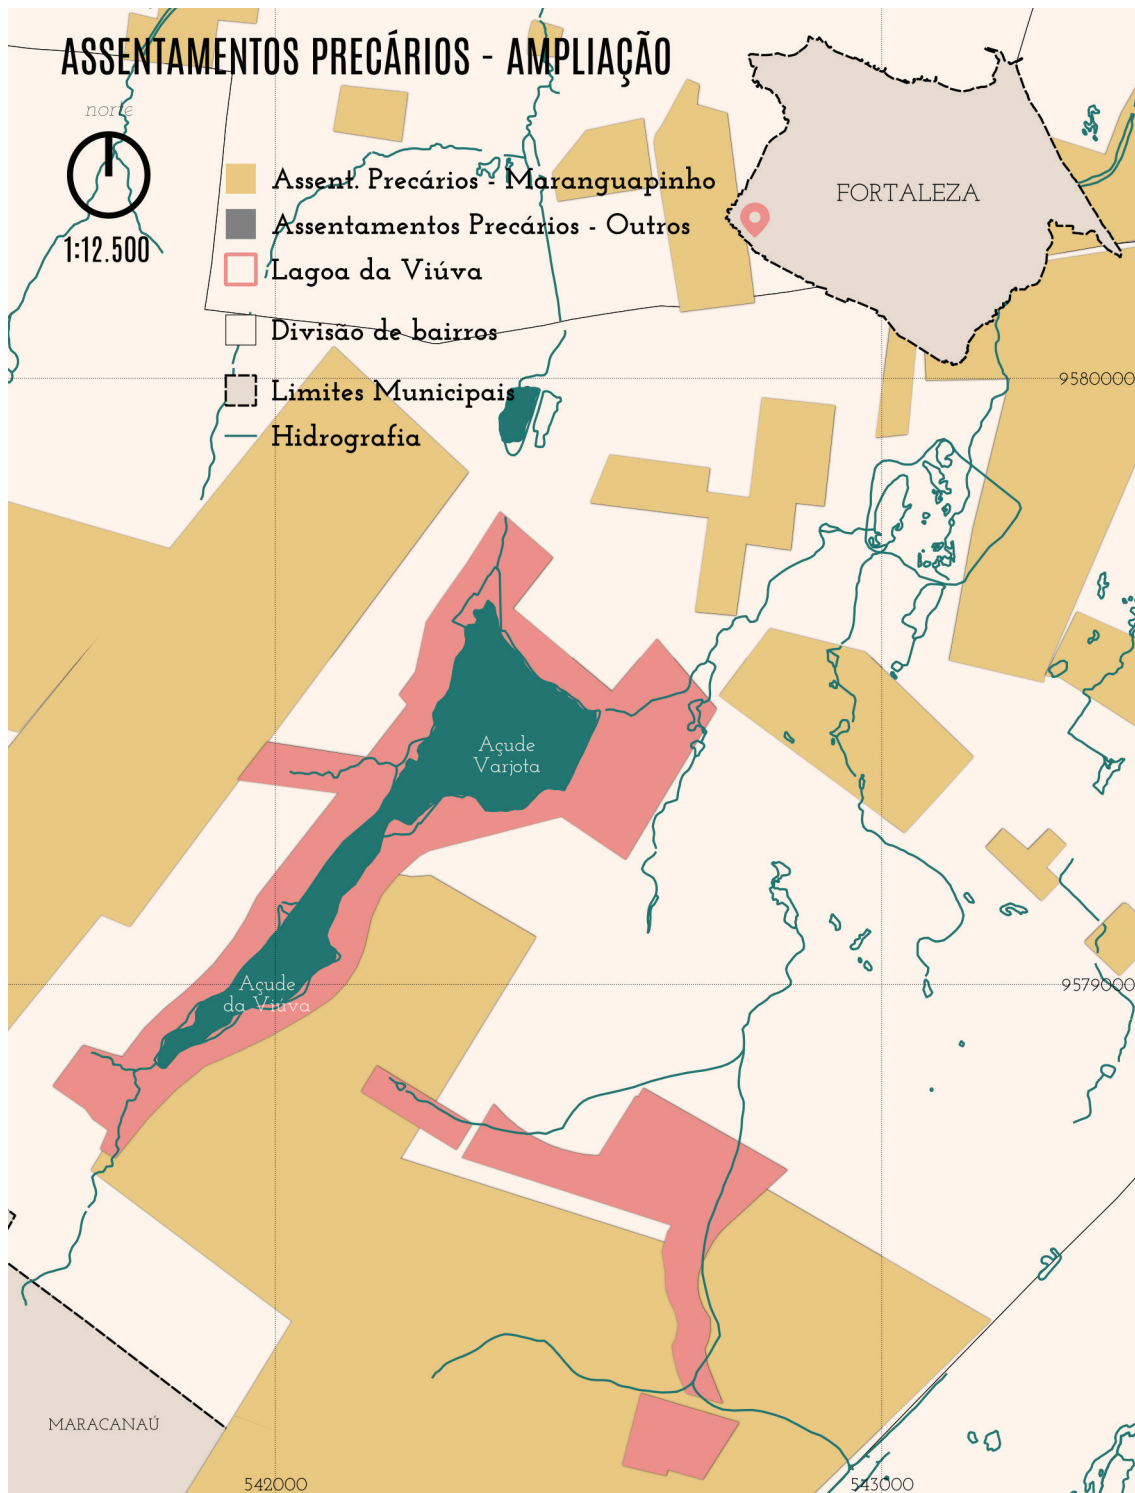 ASSENTAMENTOS PRECÁRIOS - AMPLIAÇÃO
norte
1:12.500
Assent. Precários - Maranguapinho
Assentamentos Precários - Outros
Lagoa da Viúva
Divisão de bairros
Limites Municipais
Hidrografia
FORTALEZA
9580000
Açude
Varjota
Açude
da Viúva
9579000
MARACANAÚ
542000
543000